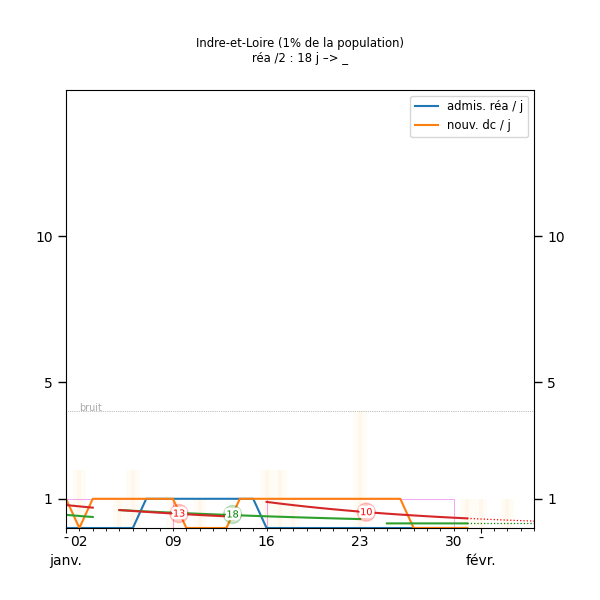 Indre-et-Loire (1% de la population)
réa /2 : 18 j –> _
admis. réa / j
nouv. dc / j
10
10
5
5
bruit
1
1
13
18
10
02
09
16
23
30
-
janv.
févr.